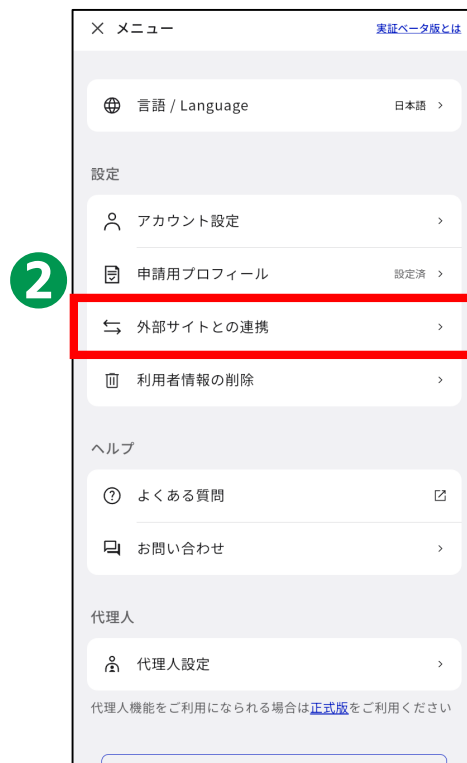 メニュー 実証ベータ版とは
言語 / Language 日本語
設定
アカウント設定
2
申請用プロフィール 設定済
外部サイトとの連携
利用者情報の削除
ヘルプ
よくある質問
お問い合わせ
代理人
代理人設定
代理人機能をご利用になられる場合は正式版をご利用ください